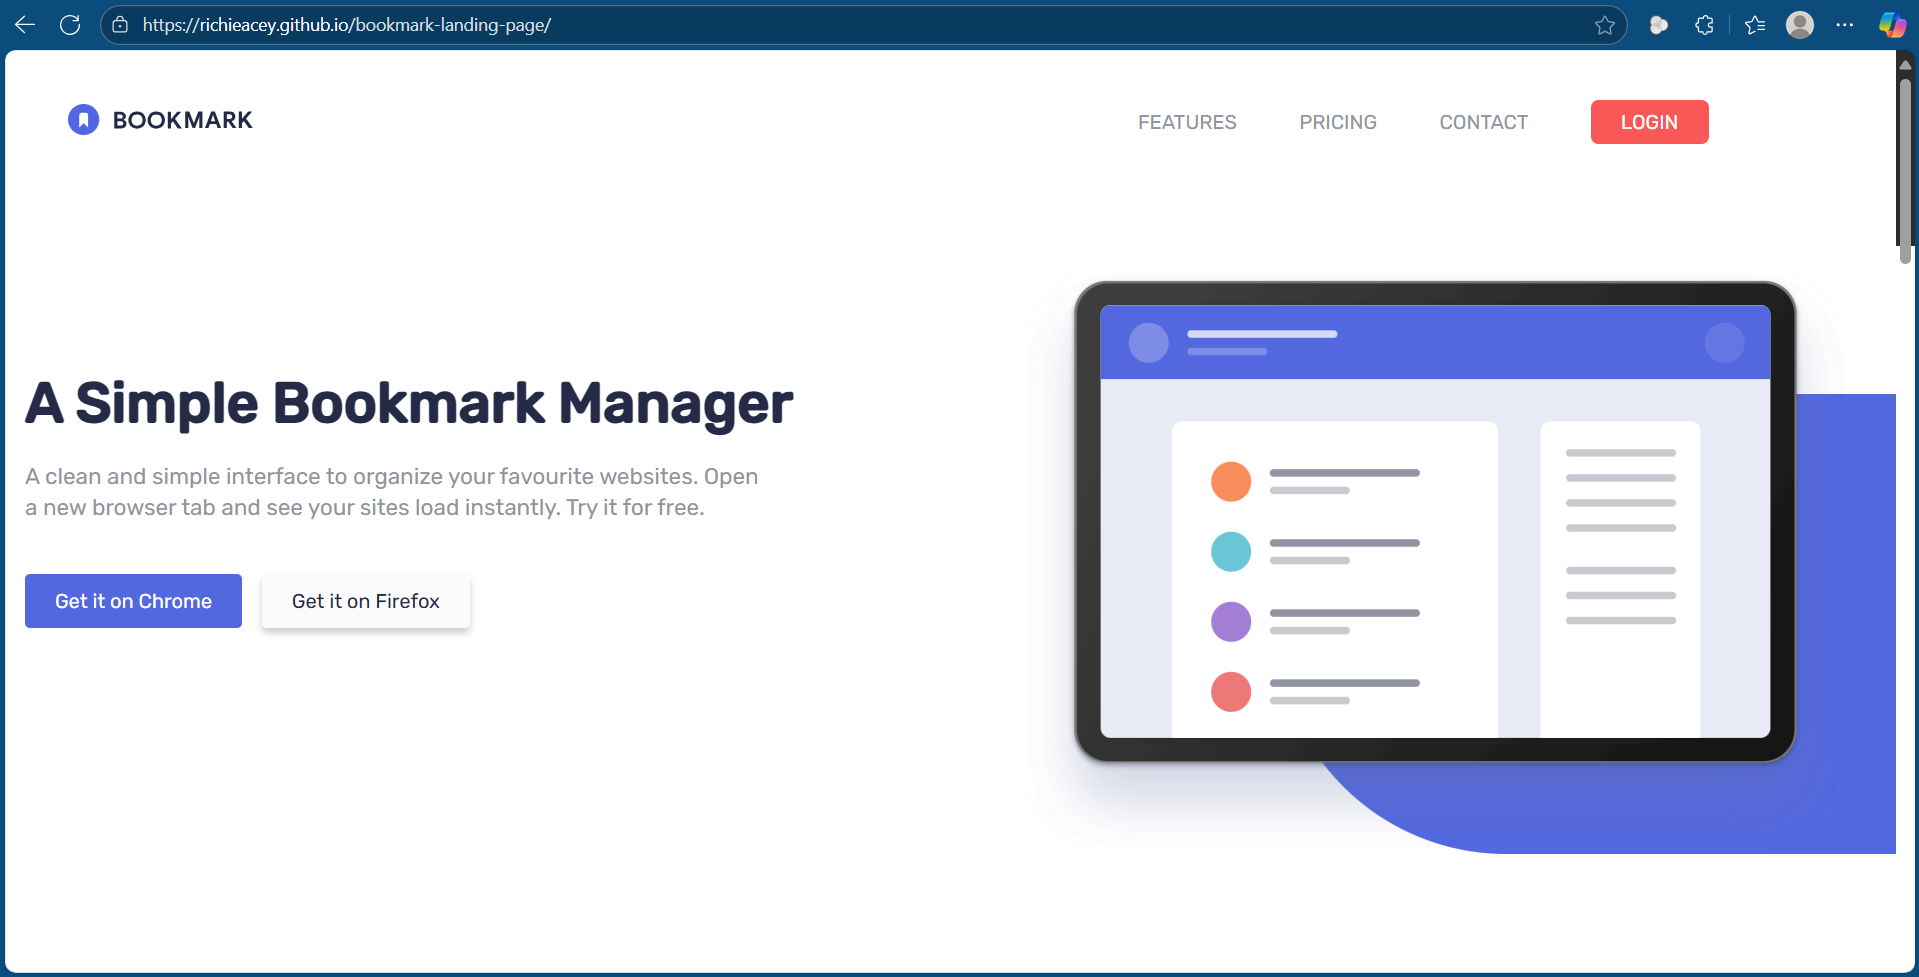 https://richieacey.github.io/bookmark-landing-page/
BOOKMARK
FEATURES
PRICING
CONTACT
LOGIN
A Simple Bookmark Manager
A clean and simple interface to organize your favourite websites. Open
a new browser tab and see your sites load instantly. Try it for free.
Get it on Chrome
Get it on Firefox